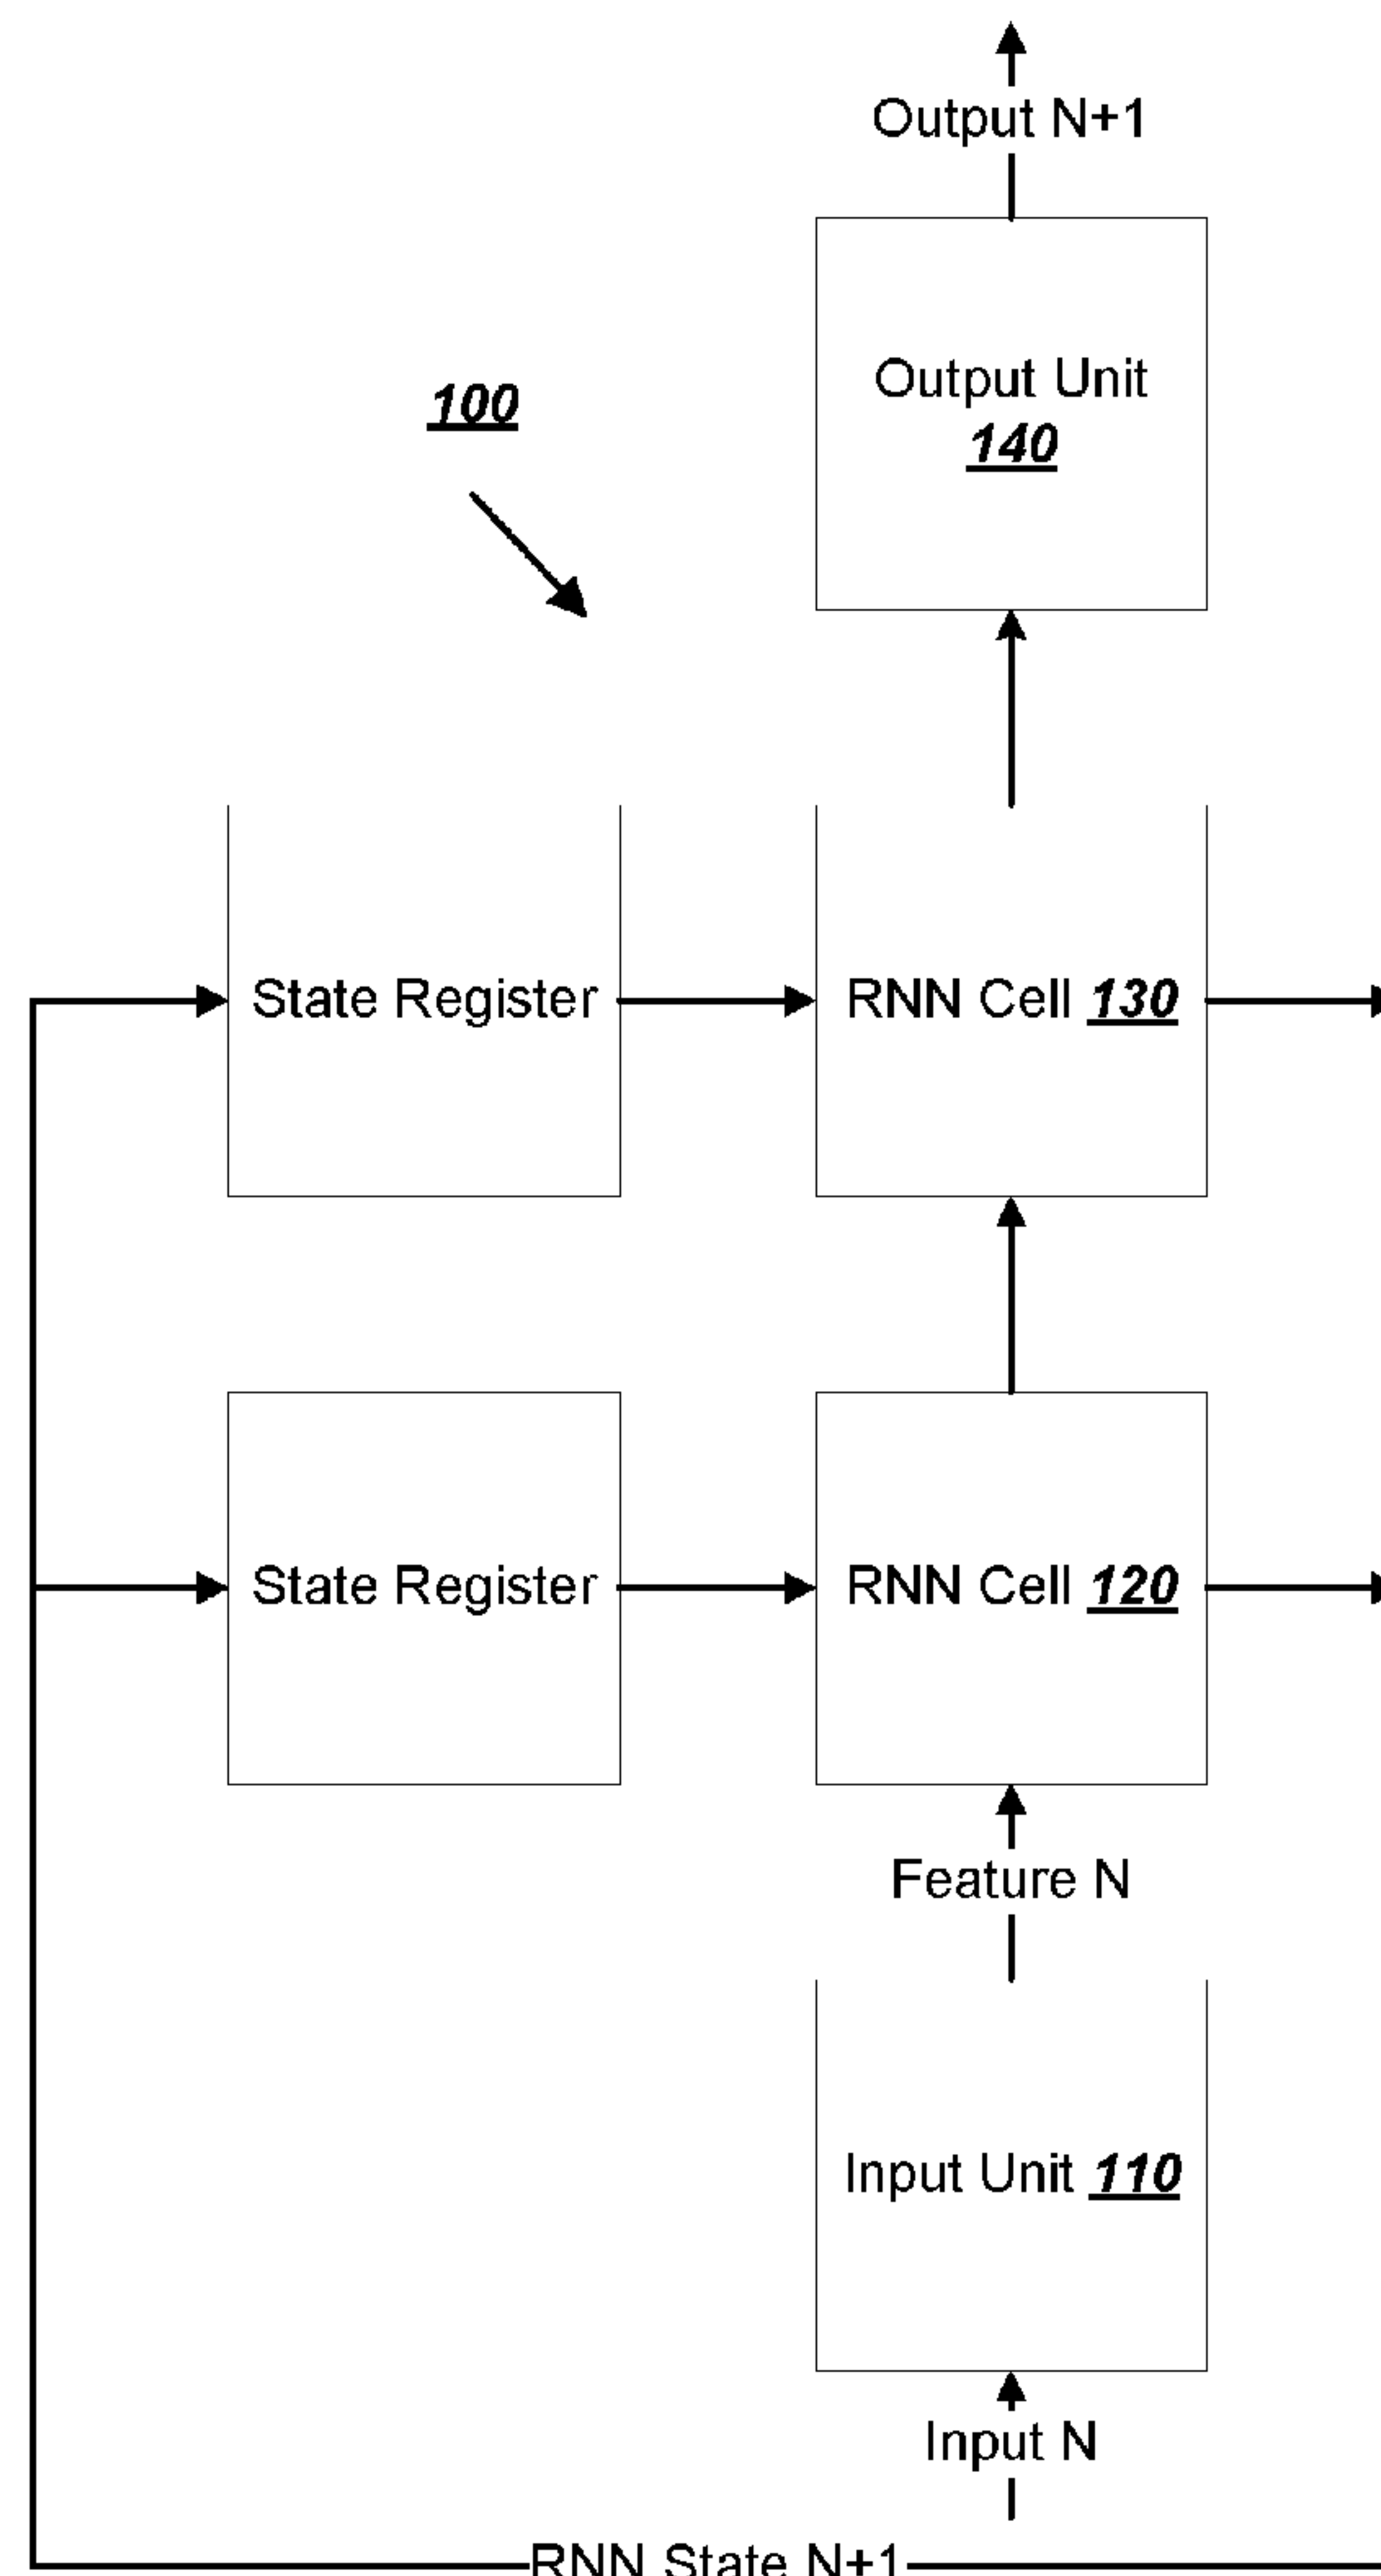 Output N+1
Output Unit
140
100
State Register
RNN Cell 130
State Register
RNN Cell 120
Feature N
Input Unit 110
Input N
RNN State N+1